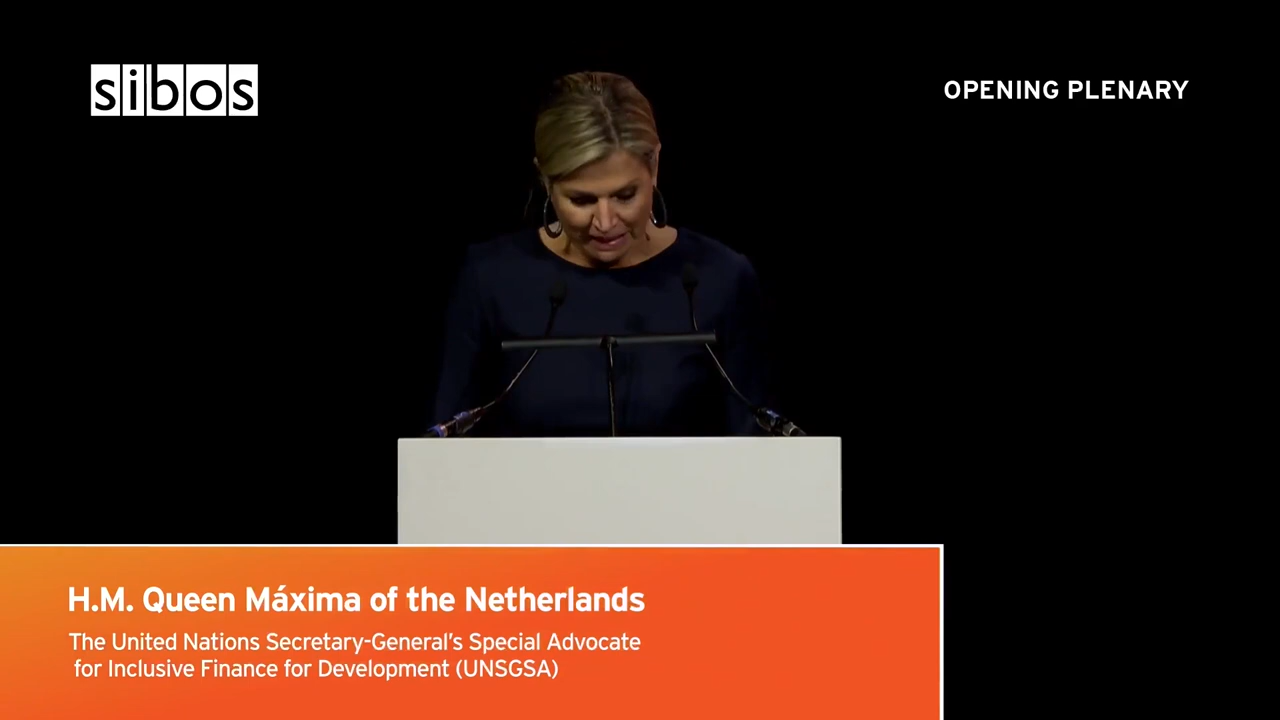 sibos
OPENING PLENARY
H.M. Queen Máxima of the Netherlands
The United Nations Secretary-General's Special Advocate
for Inclusive Finance for Development (UNSGSA)